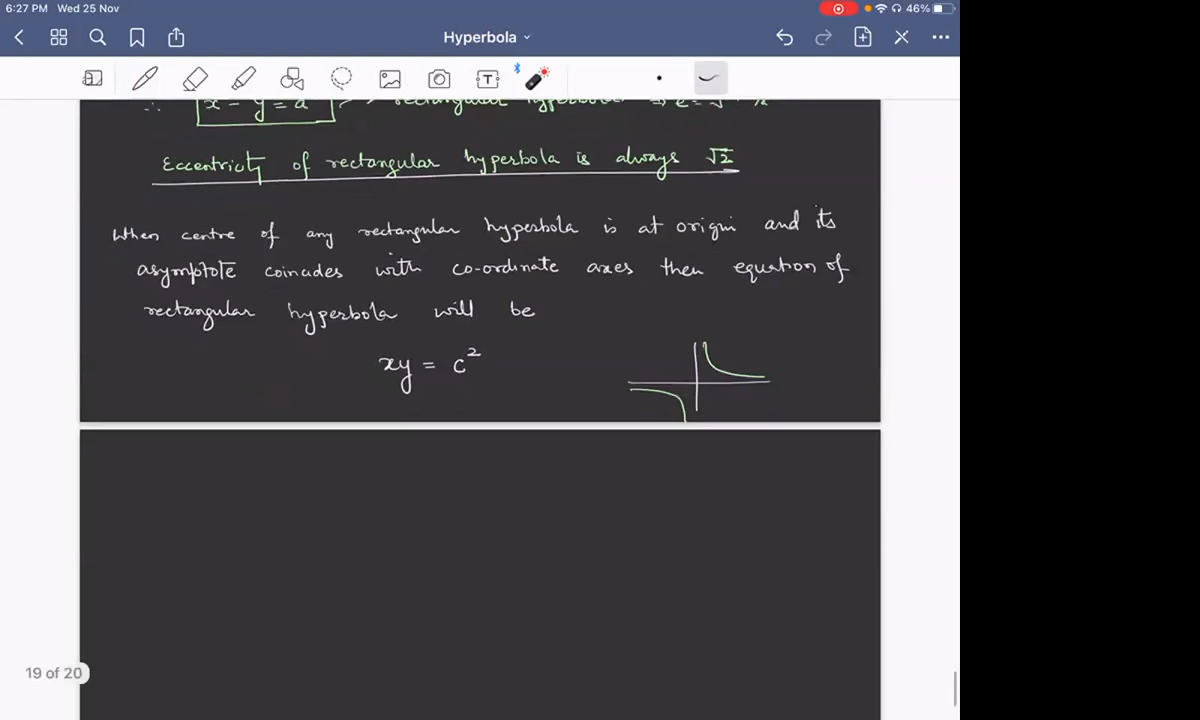 6:27 PM Wed 25 Nov
46%
Hyperbola
T
∴ x - y = a rectangular
Eccentricity of rectangular hyperbola is always √2
When centre of any rectangular hyperbola is at origin and its
asymptote coincides with co-ordinate axes then equation of
rectangular hyperbola will be
xy = c²
19 of 20